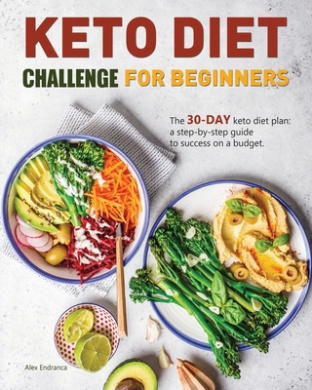 KETO DIET
CHALLENGE FOR BEGINNERS
The 30-DAY keto diet plan:
a step-by-step guide
to success on a budget.
Alex Endranca